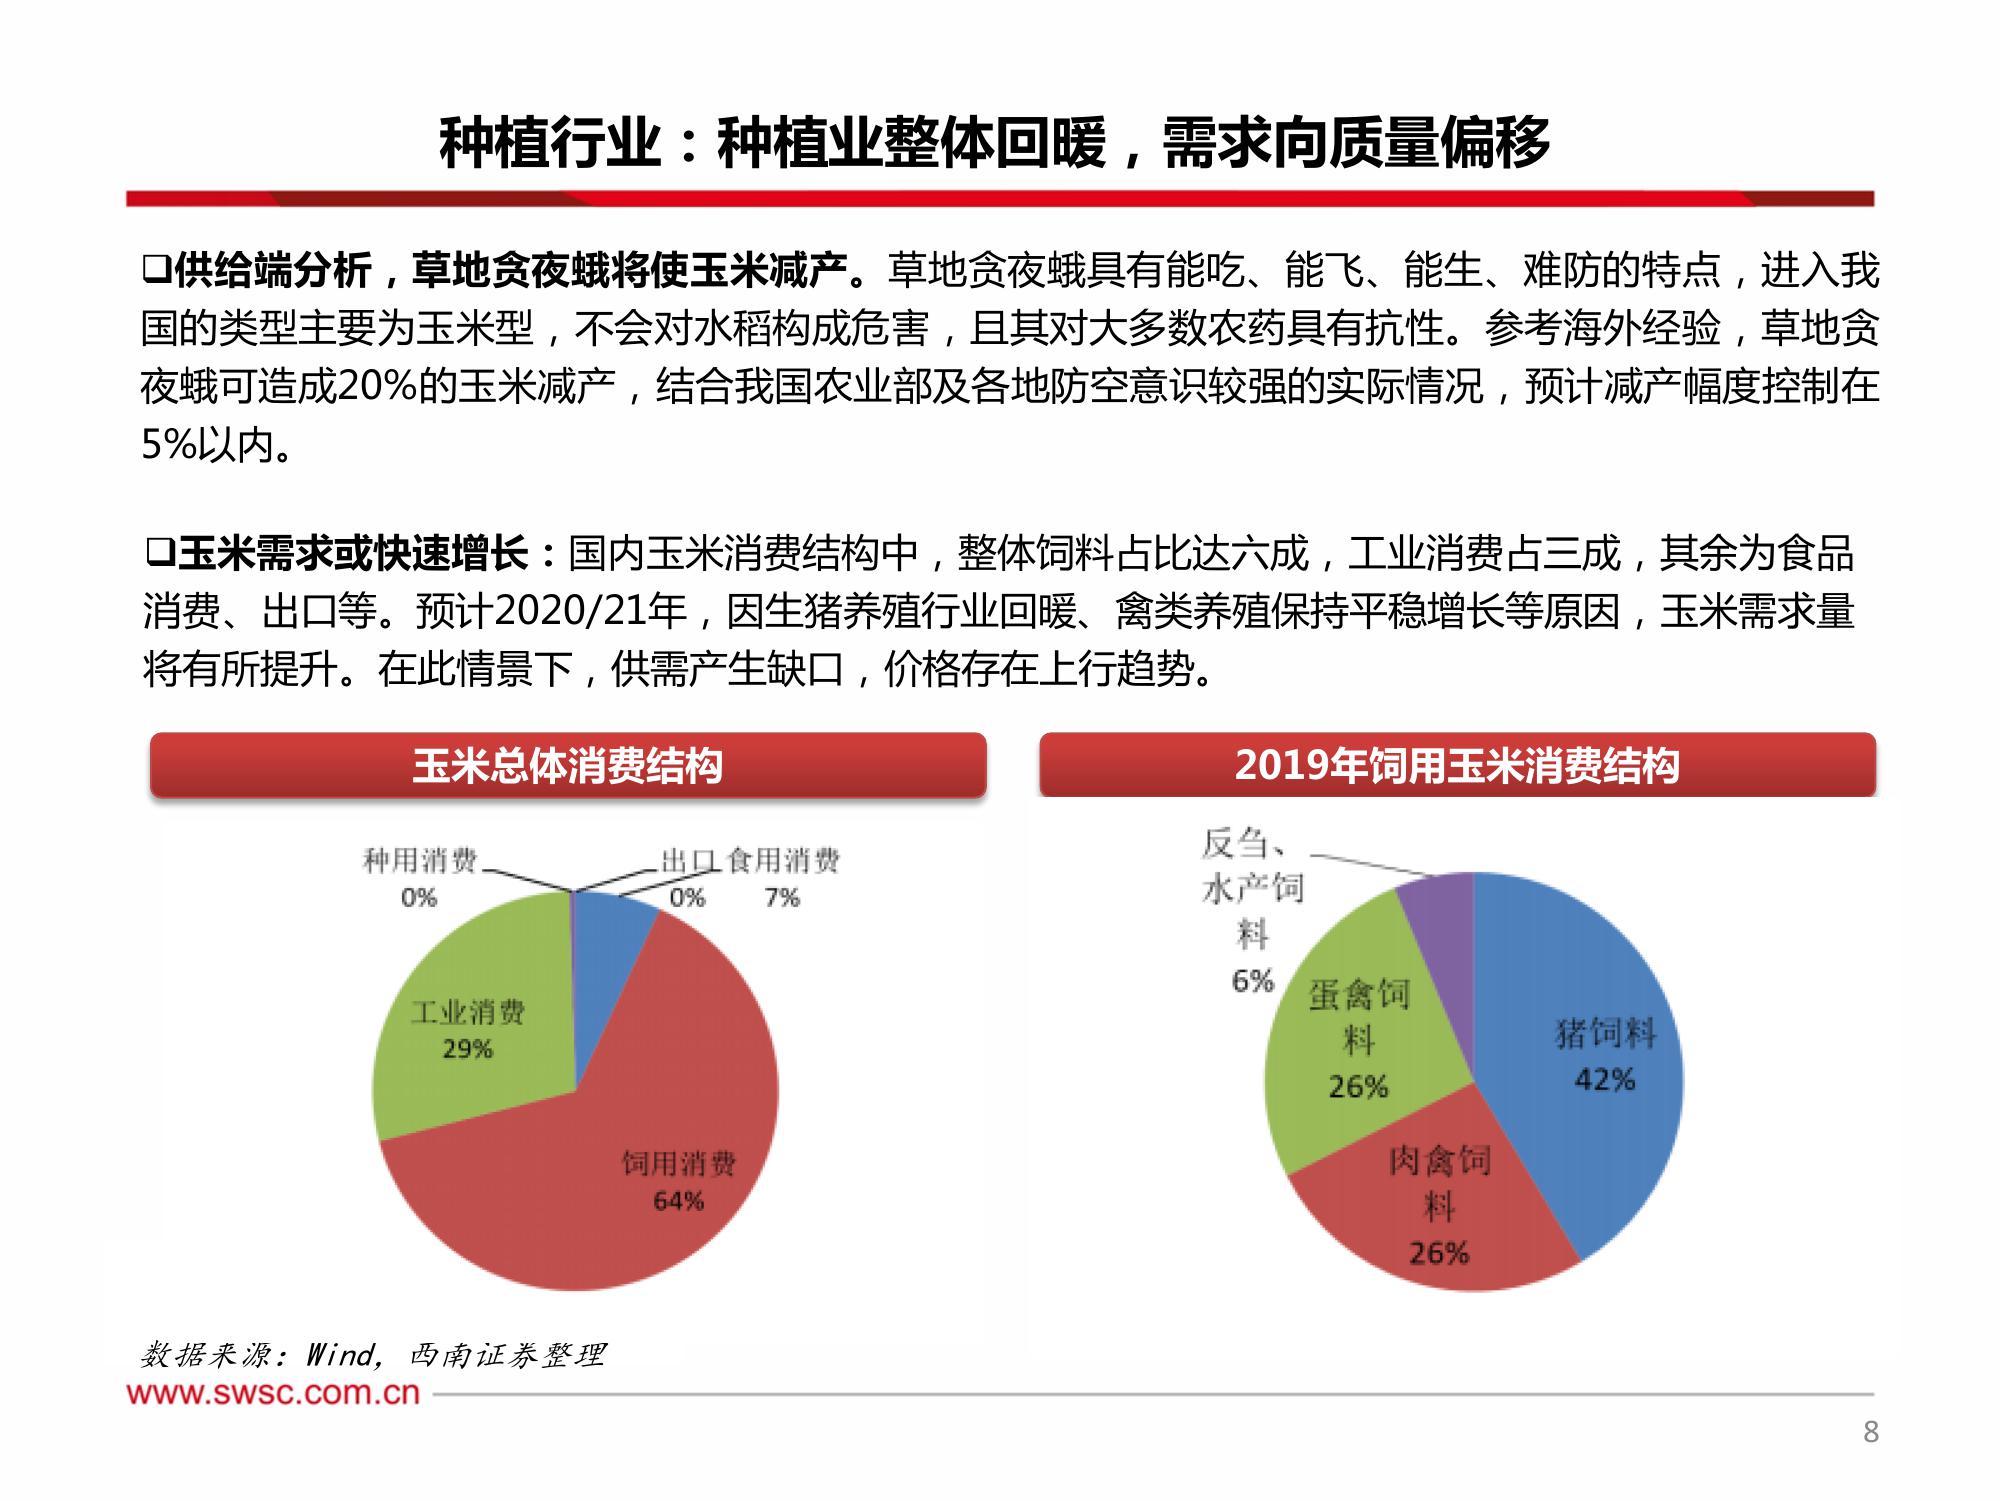 种植行业：种植业整体回暖，需求向质量偏移
❑供给端分析，草地贪夜蛾将使玉米减产。草地贪夜蛾具有能吃、能飞、能生、难防的特点，进入我
国的类型主要为玉米型，不会对水稻构成危害，且其对大多数农药具有抗性。参考海外经验，草地贪
夜蛾可造成20%的玉米减产，结合我国农业部及各地防空意识较强的实际情况，预计减产幅度控制在
5%以内。
❑玉米需求或快速增长：国内玉米消费结构中，整体饲料占比达六成，工业消费占三成，其余为食品
消费、出口等。预计2020/21年，因生猪养殖行业回暖、禽类养殖保持平稳增长等原因，玉米需求量
将有所提升。在此情景下，供需产生缺口，价格存在上行趋势。
玉米总体消费结构
种用消费
0%
出口
0%
食用消费
7%
工业消费
29%
饲用消费
64%
2019年饲用玉米消费结构
反刍、
水产饲
料
6%
蛋禽饲
料
26%
猪饲料
42%
肉禽饲
料
26%
数据来源：Wind，西南证券整理
www.swsc.com.cn
8